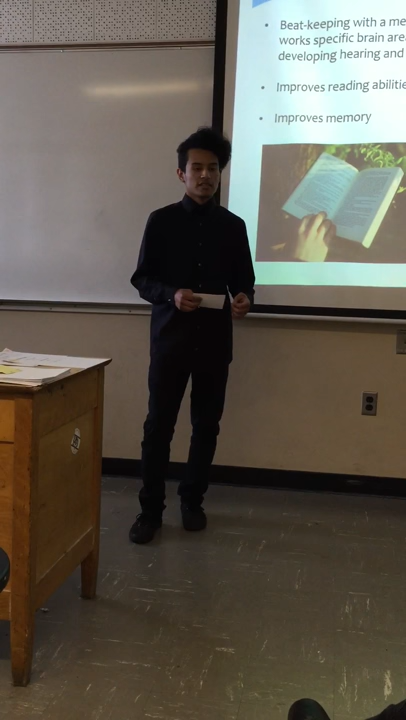 Beat-keeping with a me
works specific brain are
developing hearing and
Improves reading abilitie
Improves memory